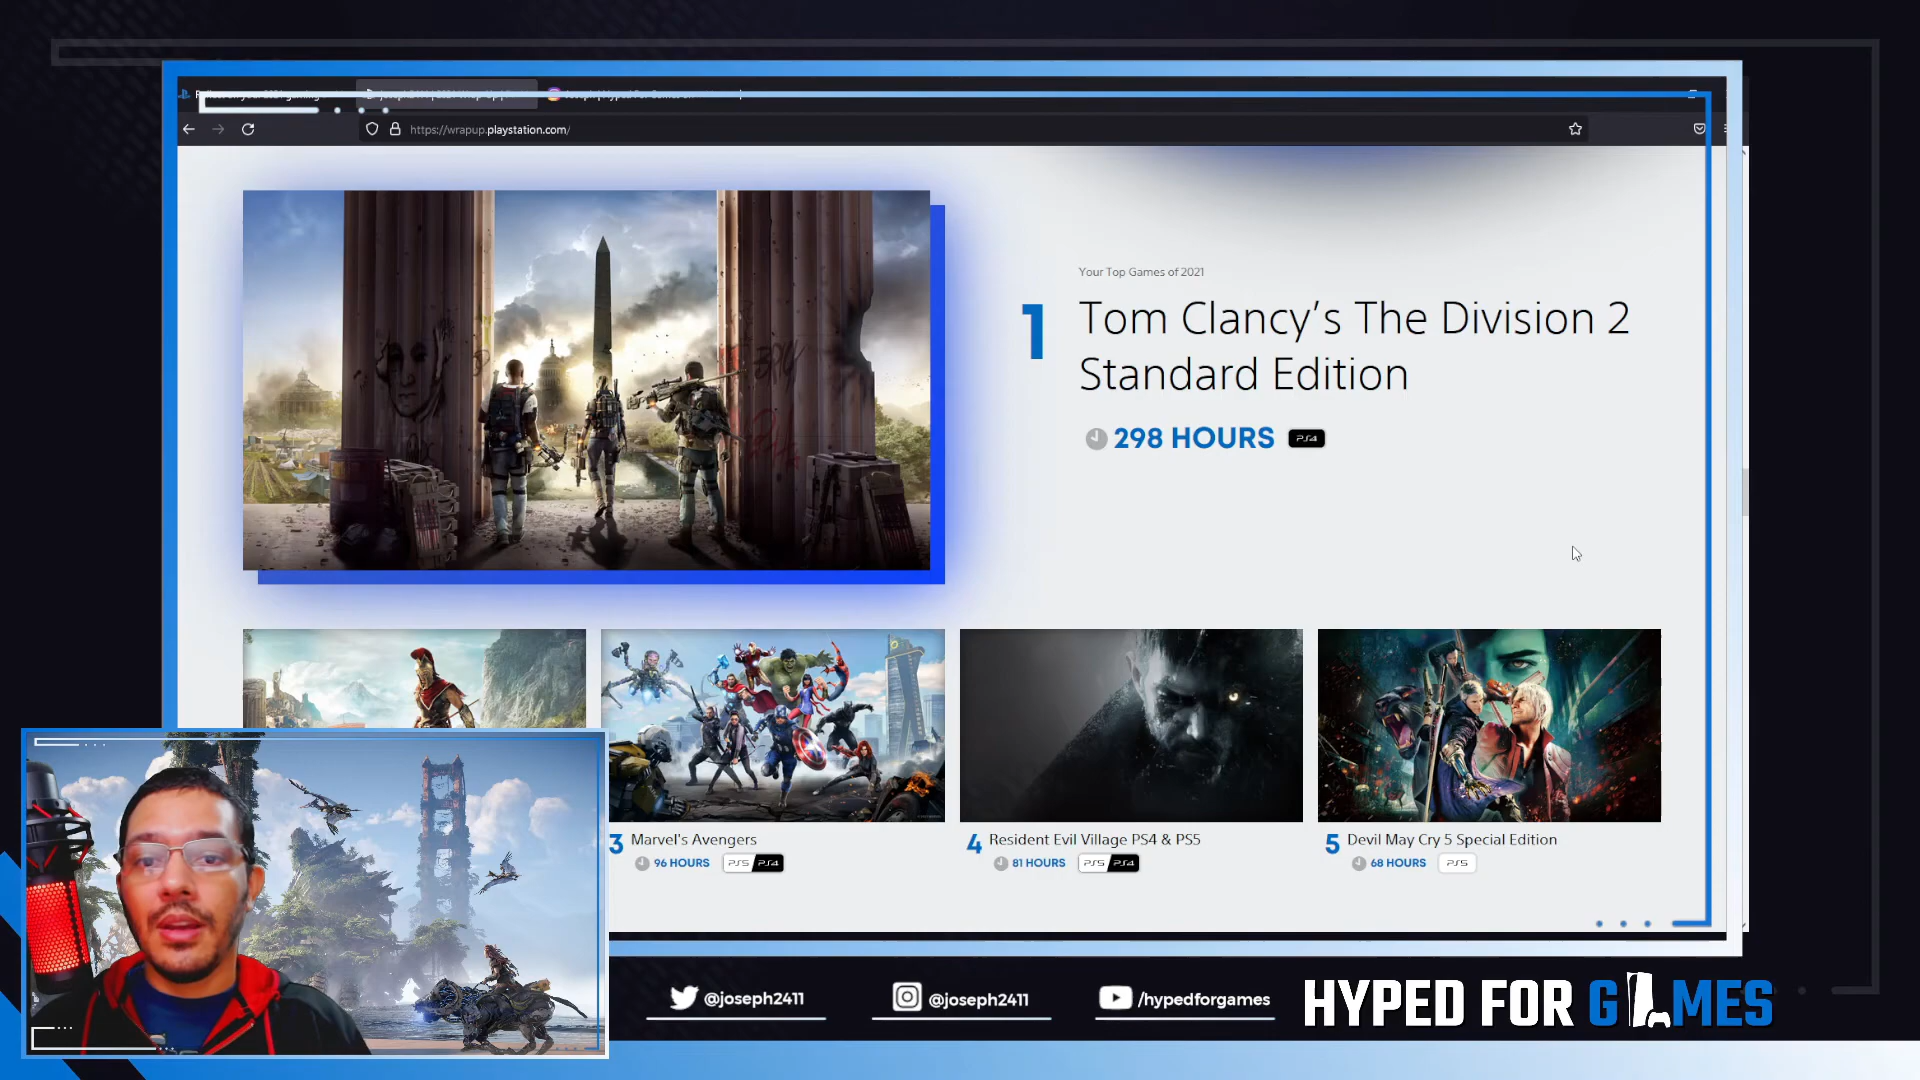 https://wrapup.playstation.com/
Your Top Games of 2021
1
Tom Clancy’s The Division 2
Standard Edition
298 HOURS PS4
3 Marvel's Avengers
96 HOURS PS5 PS4
4 Resident Evil Village PS4 & PS5
81 HOURS PS5 PS4
5 Devil May Cry 5 Special Edition
68 HOURS PS5
@joseph2411
@joseph2411
/hypedforgames
HYPED FOR GAMES